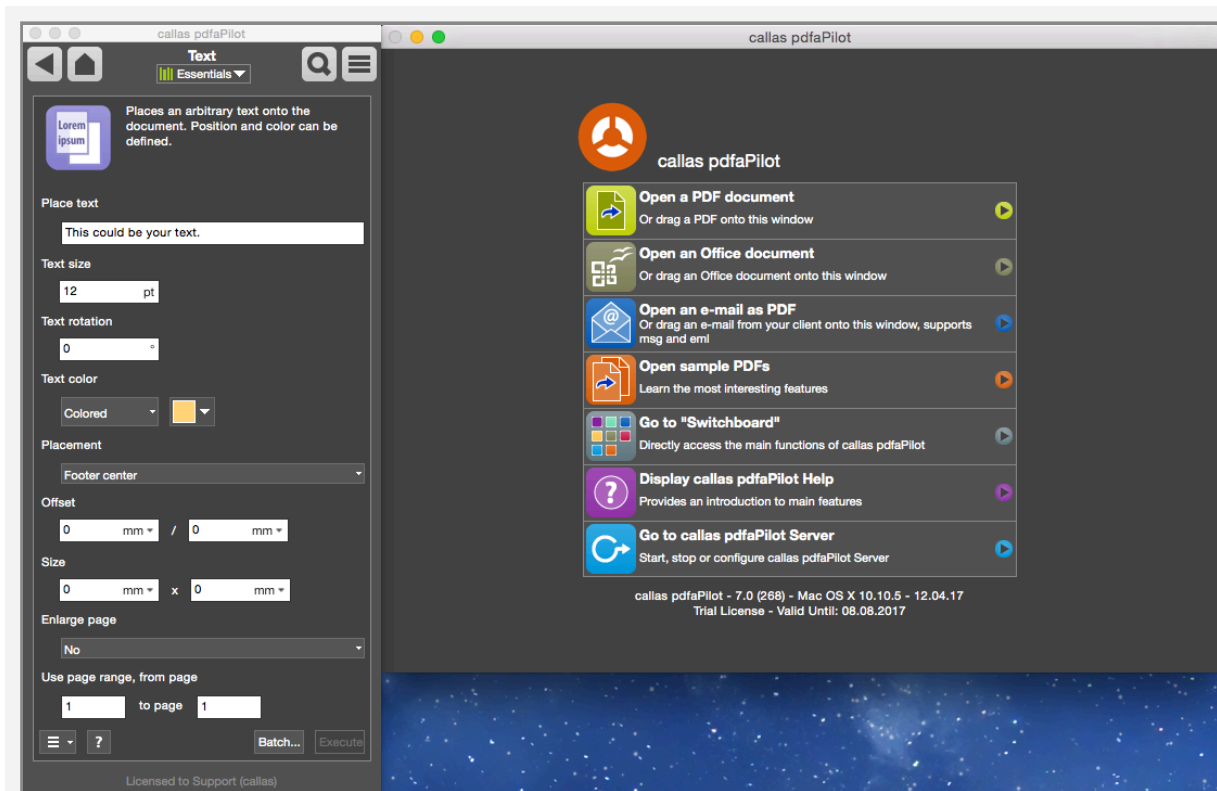 callas pdfaPilot
Text
Essentials
Lorem
ipsum
Places an arbitrary text onto the
document. Position and color can be
defined.
Place text
This could be your text.
Text size
12 pt
Text rotation
0 °
Text color
Colored
Placement
Footer center
Offset
0 mm / 0 mm
Size
0 mm x 0 mm
Enlarge page
No
Use page range, from page
1 to page 1
? Batch... Execute
Licensed to Support (callas)
callas pdfaPilot
callas pdfaPilot
Open a PDF document
Or drag a PDF onto this window
Open an Office document
Or drag an Office document onto this window
@
Open an e-mail as PDF
Or drag an e-mail from your client onto this window, supports
msg and eml
Open sample PDFs
Learn the most interesting features
Go to "Switchboard"
Directly access the main functions of callas pdfaPilot
?
Display callas pdfaPilot Help
Provides an introduction to main features
Go to callas pdfaPilot Server
Start, stop or configure callas pdfaPilot Server
callas pdfaPilot - 7.0 (268) - Mac OS X 10.10.5 - 12.04.17
Trial License - Valid Until: 08.08.2017